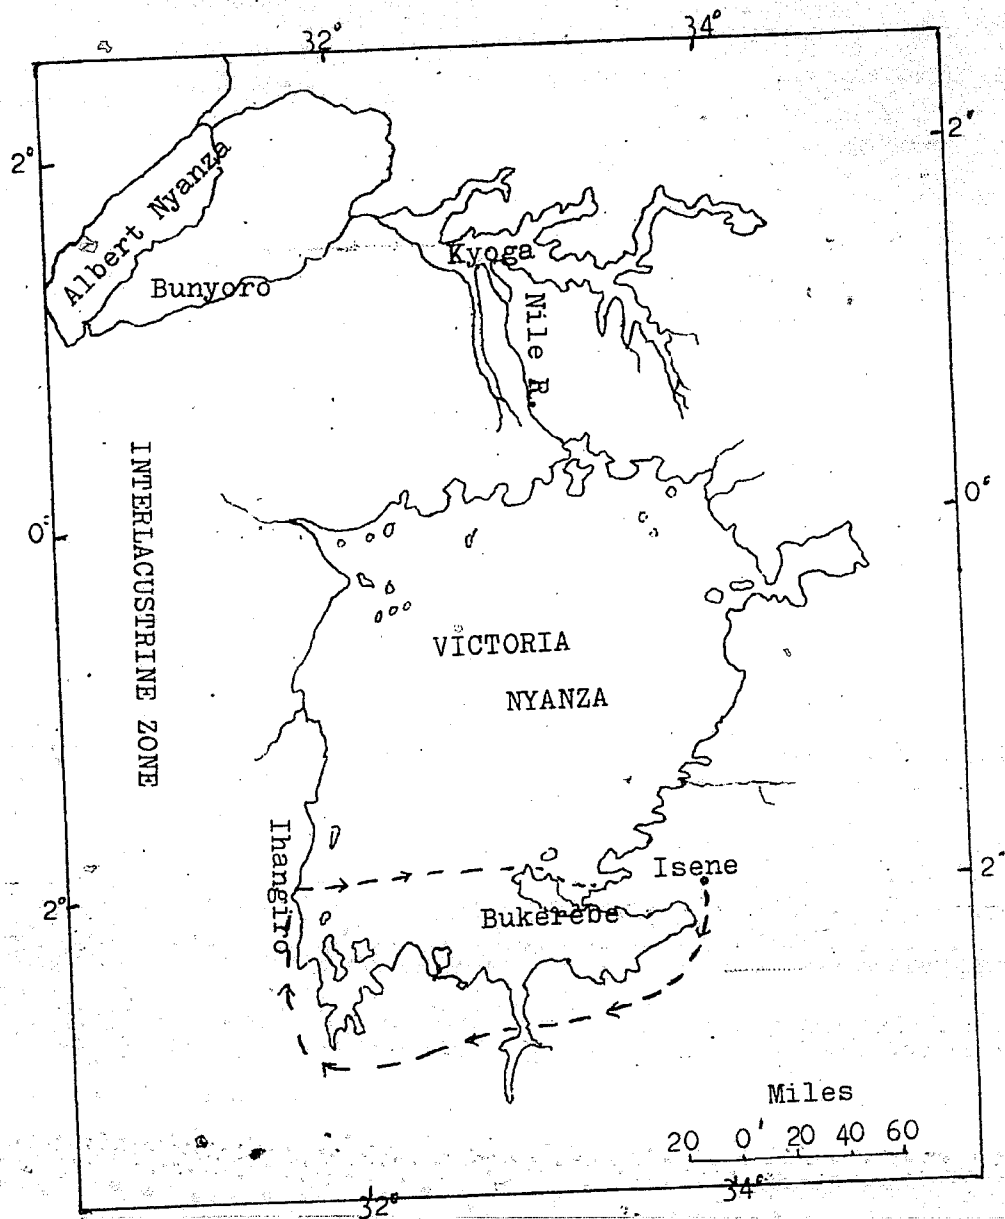 32°
34°
2°
2°
Albert Nyanza
Kyoga
Bunyoro
Nile R.
INTERLACUSTRINE ZONE
0°
0°
VICTORIA
NYANZA
Ihangiro
Isene
2°
2°
Bukerebe
Miles
20 0 20 40 60
32°
34°